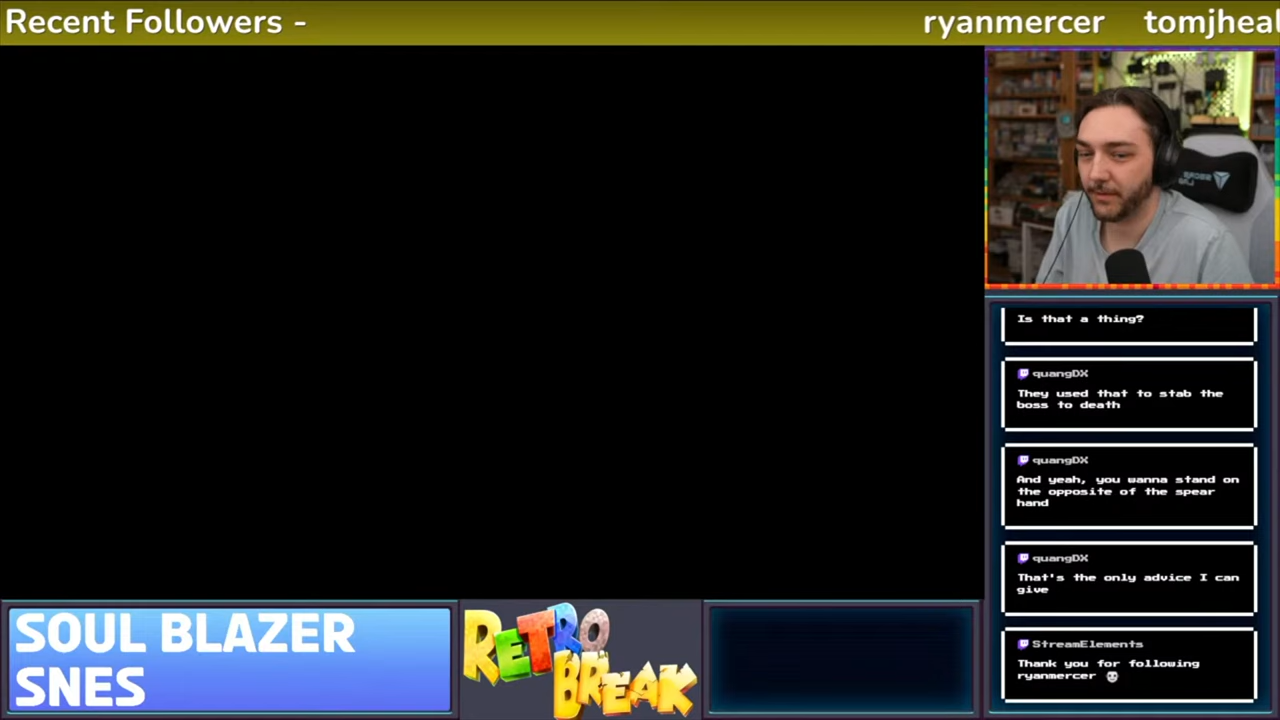 Recent Followers -
ryanmercer
tomjheal
Is that a thing?
quangDX
They used that to stab the
boss to death
quangDX
And yeah, you wanna stand on
the opposite of the spear
hand
quangDX
That's the only advice I can
give
StreamElements
Thank you for following
ryanmercer
SOUL BLAZER
SNES
RETRO
BREAK